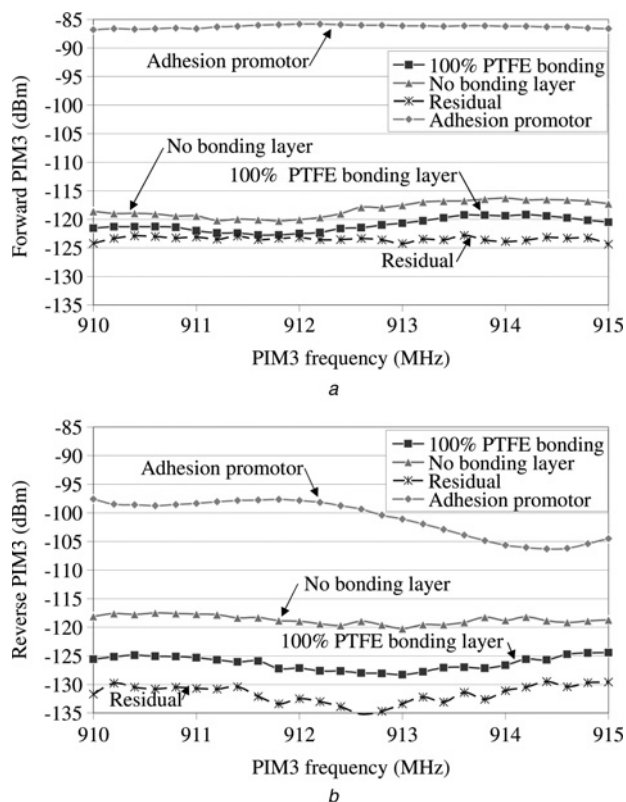 -85
-90
-95
-100
-105
-110
-115
-120
-125
-130
-135
Forward PIM3 (dBm)
Adhesion promotor
100% PTFE bonding
No bonding layer
Residual
Adhesion promotor
No bonding layer
100% PTFE bonding layer
Residual
910 911 912 913 914 915
PIM3 frequency (MHz)
a
-85
-90
-95
-100
-105
-110
-115
-120
-125
-130
-135
Reverse PIM3 (dBm)
Adhesion promotor
100% PTFE bonding
No bonding layer
Residual
Adhesion promotor
No bonding layer
100% PTFE bonding layer
Residual
910 911 912 913 914 915
PIM3 frequency (MHz)
b